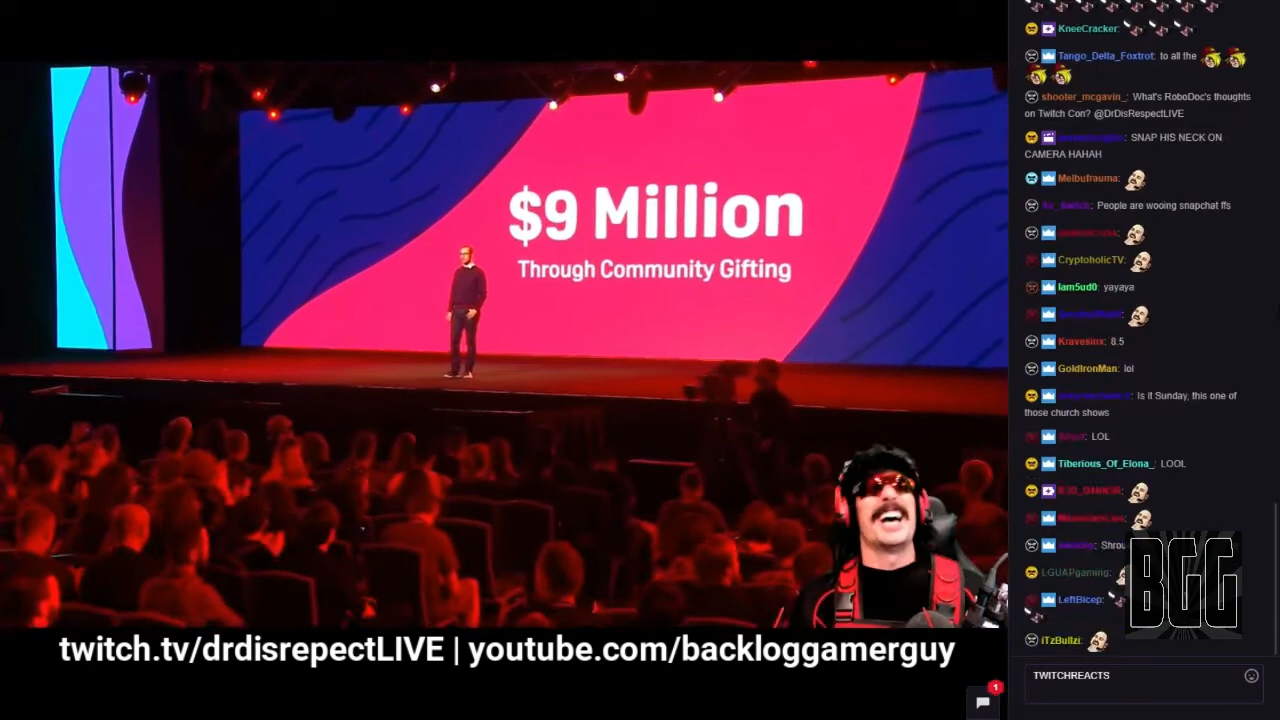 $9 Million
Through Community Gifting
twitch.tv/drdisrepectLIVE | youtube.com/backloggamerguy
KneeCracker:
Tango_Delta_Foxtrot: to all the
shooter_mcgavin_: What's RoboDoc's thoughts
on Twitch Con? @DrDisRespectLIVE
: SNAP HIS NECK ON
CAMERA HAHAH
Melbufrauma:
: People are wooing snapchat ffs
CryptoholicTV:
Iam5ud0: yayaya
Kravesinx: 8.5
GoldIronMan: lol
: Is it Sunday, this one of
those church shows
: LOL
Tiberious_Of_Elona_: LOOL
: Shrou
LGUAPgaming:
LeftBicep:
iTzBullzi:
BGG
TWITCHREACTS
1